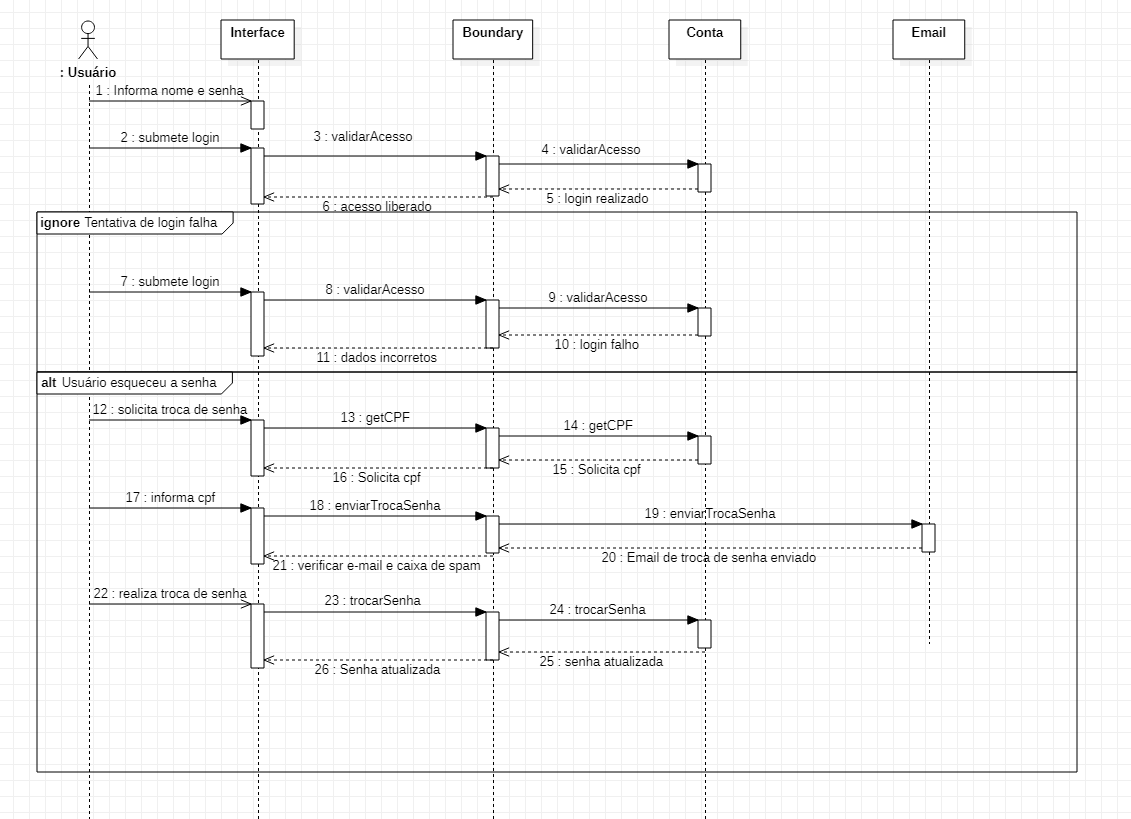 Interface
Boundary
Conta
Email
: Usuário
1 : Informa nome e senha
2 : submete login
3 : validarAcesso
4 : validarAcesso
5 : login realizado
6 : acesso liberado
ignore Tentativa de login falha
7 : submete login
8 : validarAcesso
9 : validarAcesso
10 : login falho
11 : dados incorretos
alt Usuário esqueceu a senha
12 : solicita troca de senha
13 : getCPF
14 : getCPF
15 : Solicita cpf
16 : Solicita cpf
17 : informa cpf
18 : enviarTrocaSenha
19 : enviarTrocaSenha
20 : Email de troca de senha enviado
21 : verificar e-mail e caixa de spam
22 : realiza troca de senha
23 : trocarSenha
24 : trocarSenha
25 : senha atualizada
26 : Senha atualizada